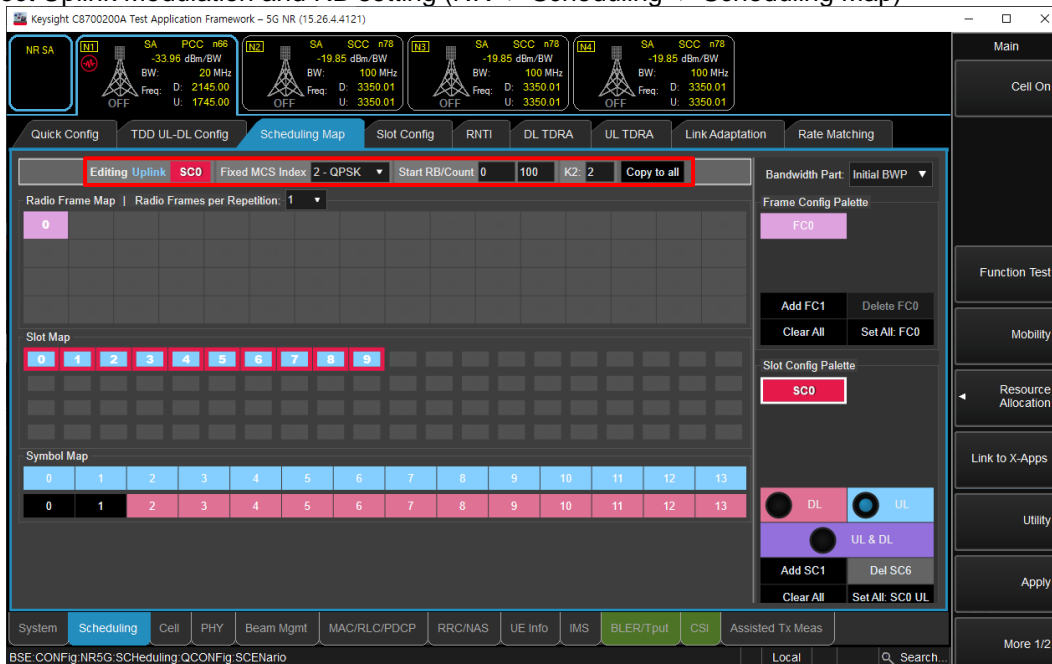 set Uplink modulation and RB setting (NR -> Scheduling -> Scheduling Map)
Keysight C8700200A Test Application Framework – 5G NR (15.26.4.4121)
NR SA
N1 SA PCC n66
-33.96 dBm/BW
BW: 20 MHz
Freq: D: 2145.00
U: 1745.00
OFF
N2 SA SCC n78
-19.85 dBm/BW
BW: 100 MHz
Freq: D: 3350.01
U: 3350.01
OFF
N3 SA SCC n78
-19.85 dBm/BW
BW: 100 MHz
Freq: D: 3350.01
U: 3350.01
OFF
N4 SA SCC n78
-19.85 dBm/BW
BW: 100 MHz
Freq: D: 3350.01
U: 3350.01
OFF
Quick Config TDD UL-DL Config Scheduling Map Slot Config RNTI DL TDRA UL TDRA Link Adaptation Rate Matching
Editing Uplink SC0 Fixed MCS Index 2 - QPSK Start RB/Count 0 100 K2: 2 Copy to all
Radio Frame Map | Radio Frames per Repetition: 1
0
Slot Map
0 1 2 3 4 5 6 7 8 9
Symbol Map
0 1 2 3 4 5 6 7 8 9 10 11 12 13
0 1 2 3 4 5 6 7 8 9 10 11 12 13
Bandwidth Part: Initial BWP
Frame Config Palette
FC0
Add FC1 Delete FC0
Clear All Set All: FC0
Slot Config Palette
SC0
DL UL
UL & DL
Add SC1 Del SC6
Clear All Set All: SC0 UL
Main
Cell On
Function Test
Mobility
Resource
Allocation
Link to X-Apps
Utility
Apply
More 1/2
System Scheduling Cell PHY Beam Mgmt MAC/RLC/PDCP RRC/NAS UE Info IMS BLER/Tput CSI Assisted Tx Meas
BSE:CONFig:NR5G:SCHeduling:QCONFig:SCENario Local Search...